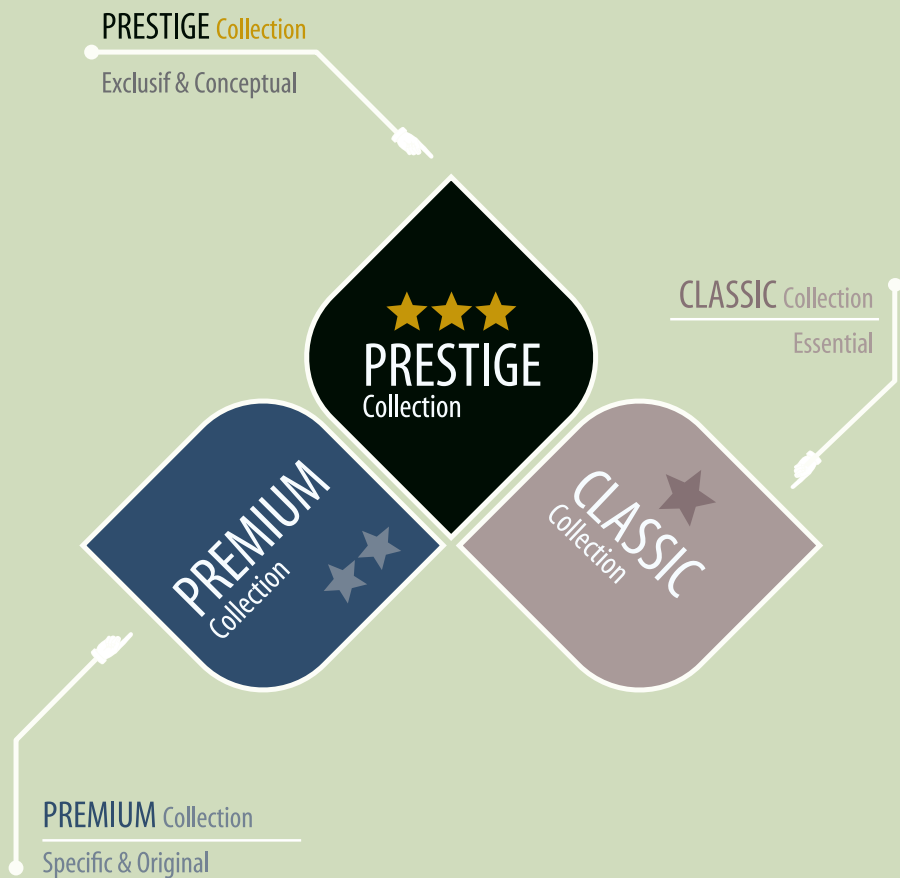 PRESTIGE Collection
Exclusif & Conceptual
CLASSIC Collection
Essential
PRESTIGE
Collection
PREMIUM
Collection
CLASSIC
Collection
PREMIUM Collection
Specific & Original